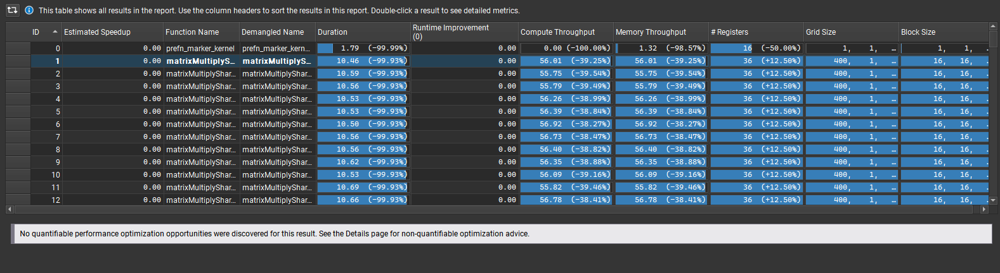 This table shows all results in the report. Use the column headers to sort the results in this report. Double-click a result to see detailed metrics.
ID Estimated Speedup Function Name Demangled Name Duration Runtime Improvement (0) Compute Throughput Memory Throughput # Registers Grid Size Block Size
0 0.00 prefn_marker_kernel prefn_marker_kern... 1.79 (-99.99%) 0.00 0.00 (-100.00%) 1.32 (-98.57%) 16 (-50.00%) 1, 1, ... 1, 1, .
1 0.00 matrixMultiplyS... matrixMultiplyS... 10.46 (-99.93%) 0.00 56.01 (-39.25%) 56.01 (-39.25%) 36 (+12.50%) 400, 1, ... 16, 16, .
2 0.00 matrixMultiplyShar... matrixMultiplyShar... 10.59 (-99.93%) 0.00 55.75 (-39.54%) 55.75 (-39.54%) 36 (+12.50%) 400, 1, ... 16, 16, .
3 0.00 matrixMultiplyShar... matrixMultiplyShar... 10.56 (-99.93%) 0.00 55.79 (-39.49%) 55.79 (-39.49%) 36 (+12.50%) 400, 1, ... 16, 16, .
4 0.00 matrixMultiplyShar... matrixMultiplyShar... 10.53 (-99.93%) 0.00 56.26 (-38.99%) 56.26 (-38.99%) 36 (+12.50%) 400, 1, ... 16, 16, .
5 0.00 matrixMultiplyShar... matrixMultiplyShar... 10.53 (-99.93%) 0.00 56.39 (-38.84%) 56.39 (-38.84%) 36 (+12.50%) 400, 1, ... 16, 16, .
6 0.00 matrixMultiplyShar... matrixMultiplyShar... 10.50 (-99.93%) 0.00 56.92 (-38.27%) 56.92 (-38.27%) 36 (+12.50%) 400, 1, ... 16, 16, .
7 0.00 matrixMultiplyShar... matrixMultiplyShar... 10.56 (-99.93%) 0.00 56.73 (-38.47%) 56.73 (-38.47%) 36 (+12.50%) 400, 1, ... 16, 16, .
8 0.00 matrixMultiplyShar... matrixMultiplyShar... 10.56 (-99.93%) 0.00 56.40 (-38.82%) 56.40 (-38.82%) 36 (+12.50%) 400, 1, ... 16, 16, .
9 0.00 matrixMultiplyShar... matrixMultiplyShar... 10.62 (-99.93%) 0.00 56.35 (-38.88%) 56.35 (-38.88%) 36 (+12.50%) 400, 1, ... 16, 16, .
10 0.00 matrixMultiplyShar... matrixMultiplyShar... 10.53 (-99.93%) 0.00 56.09 (-39.16%) 56.09 (-39.16%) 36 (+12.50%) 400, 1, ... 16, 16, .
11 0.00 matrixMultiplyShar... matrixMultiplyShar... 10.69 (-99.93%) 0.00 55.82 (-39.46%) 55.82 (-39.46%) 36 (+12.50%) 400, 1, ... 16, 16, .
12 0.00 matrixMultiplyShar... matrixMultiplyShar... 10.66 (-99.93%) 0.00 56.78 (-38.41%) 56.78 (-38.41%) 36 (+12.50%) 400, 1, ... 16, 16, .
No quantifiable performance optimization opportunities were discovered for this result. See the Details page for non-quantifiable optimization advice.